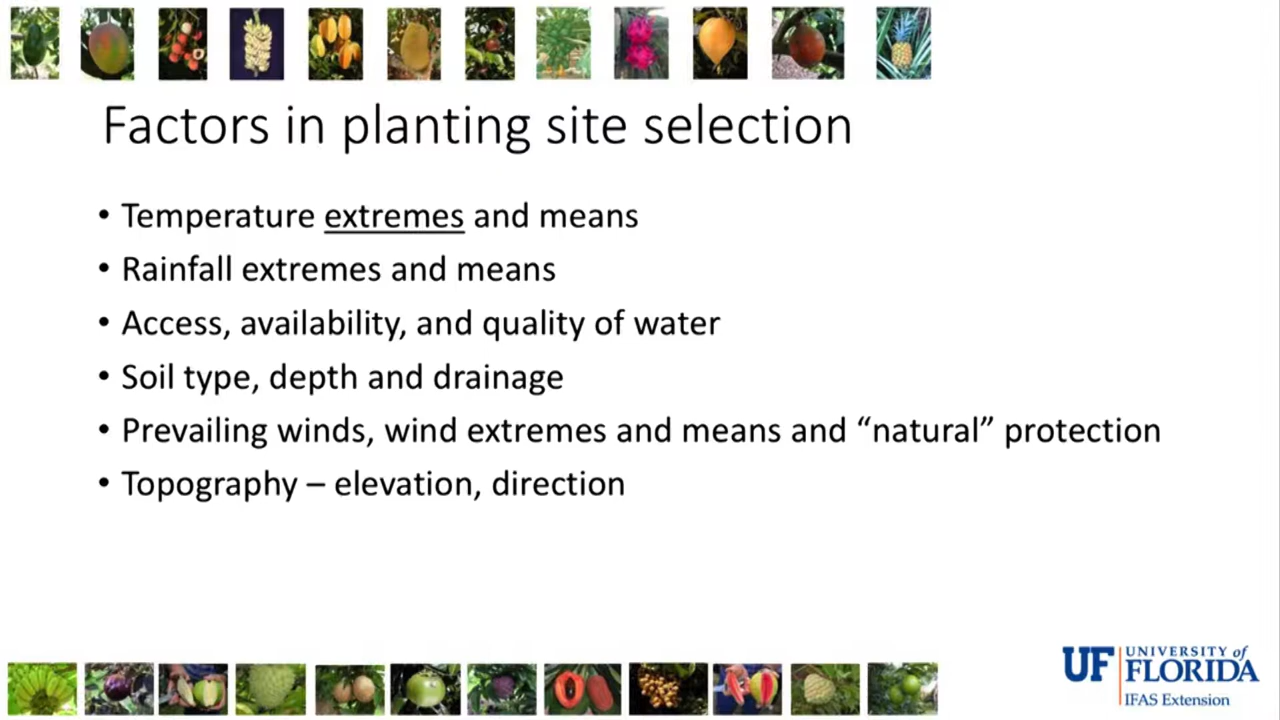 Factors in planting site selection
• Temperature extremes and means
• Rainfall extremes and means
• Access, availability, and quality of water
• Soil type, depth and drainage
• Prevailing winds, wind extremes and means and “natural” protection
• Topography – elevation, direction
UF UNIVERSITY of
FLORIDA
IFAS Extension